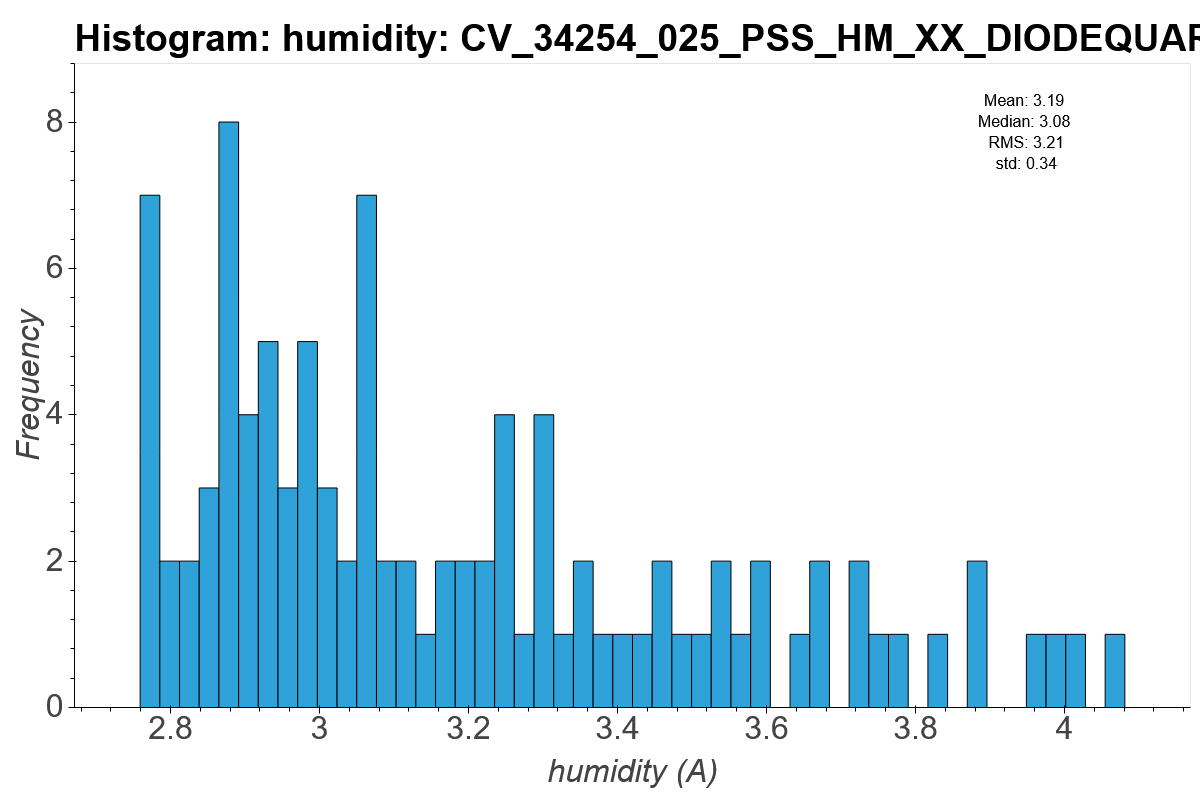 Histogram: humidity: CV_34254_025_PSS_HM_XX_DIODEQUAR
Mean: 3.19
Median: 3.08
RMS: 3.21
std: 0.34
8
6
4
2
0
Frequency
2.8 3 3.2 3.4 3.6 3.8 4
humidity (A)